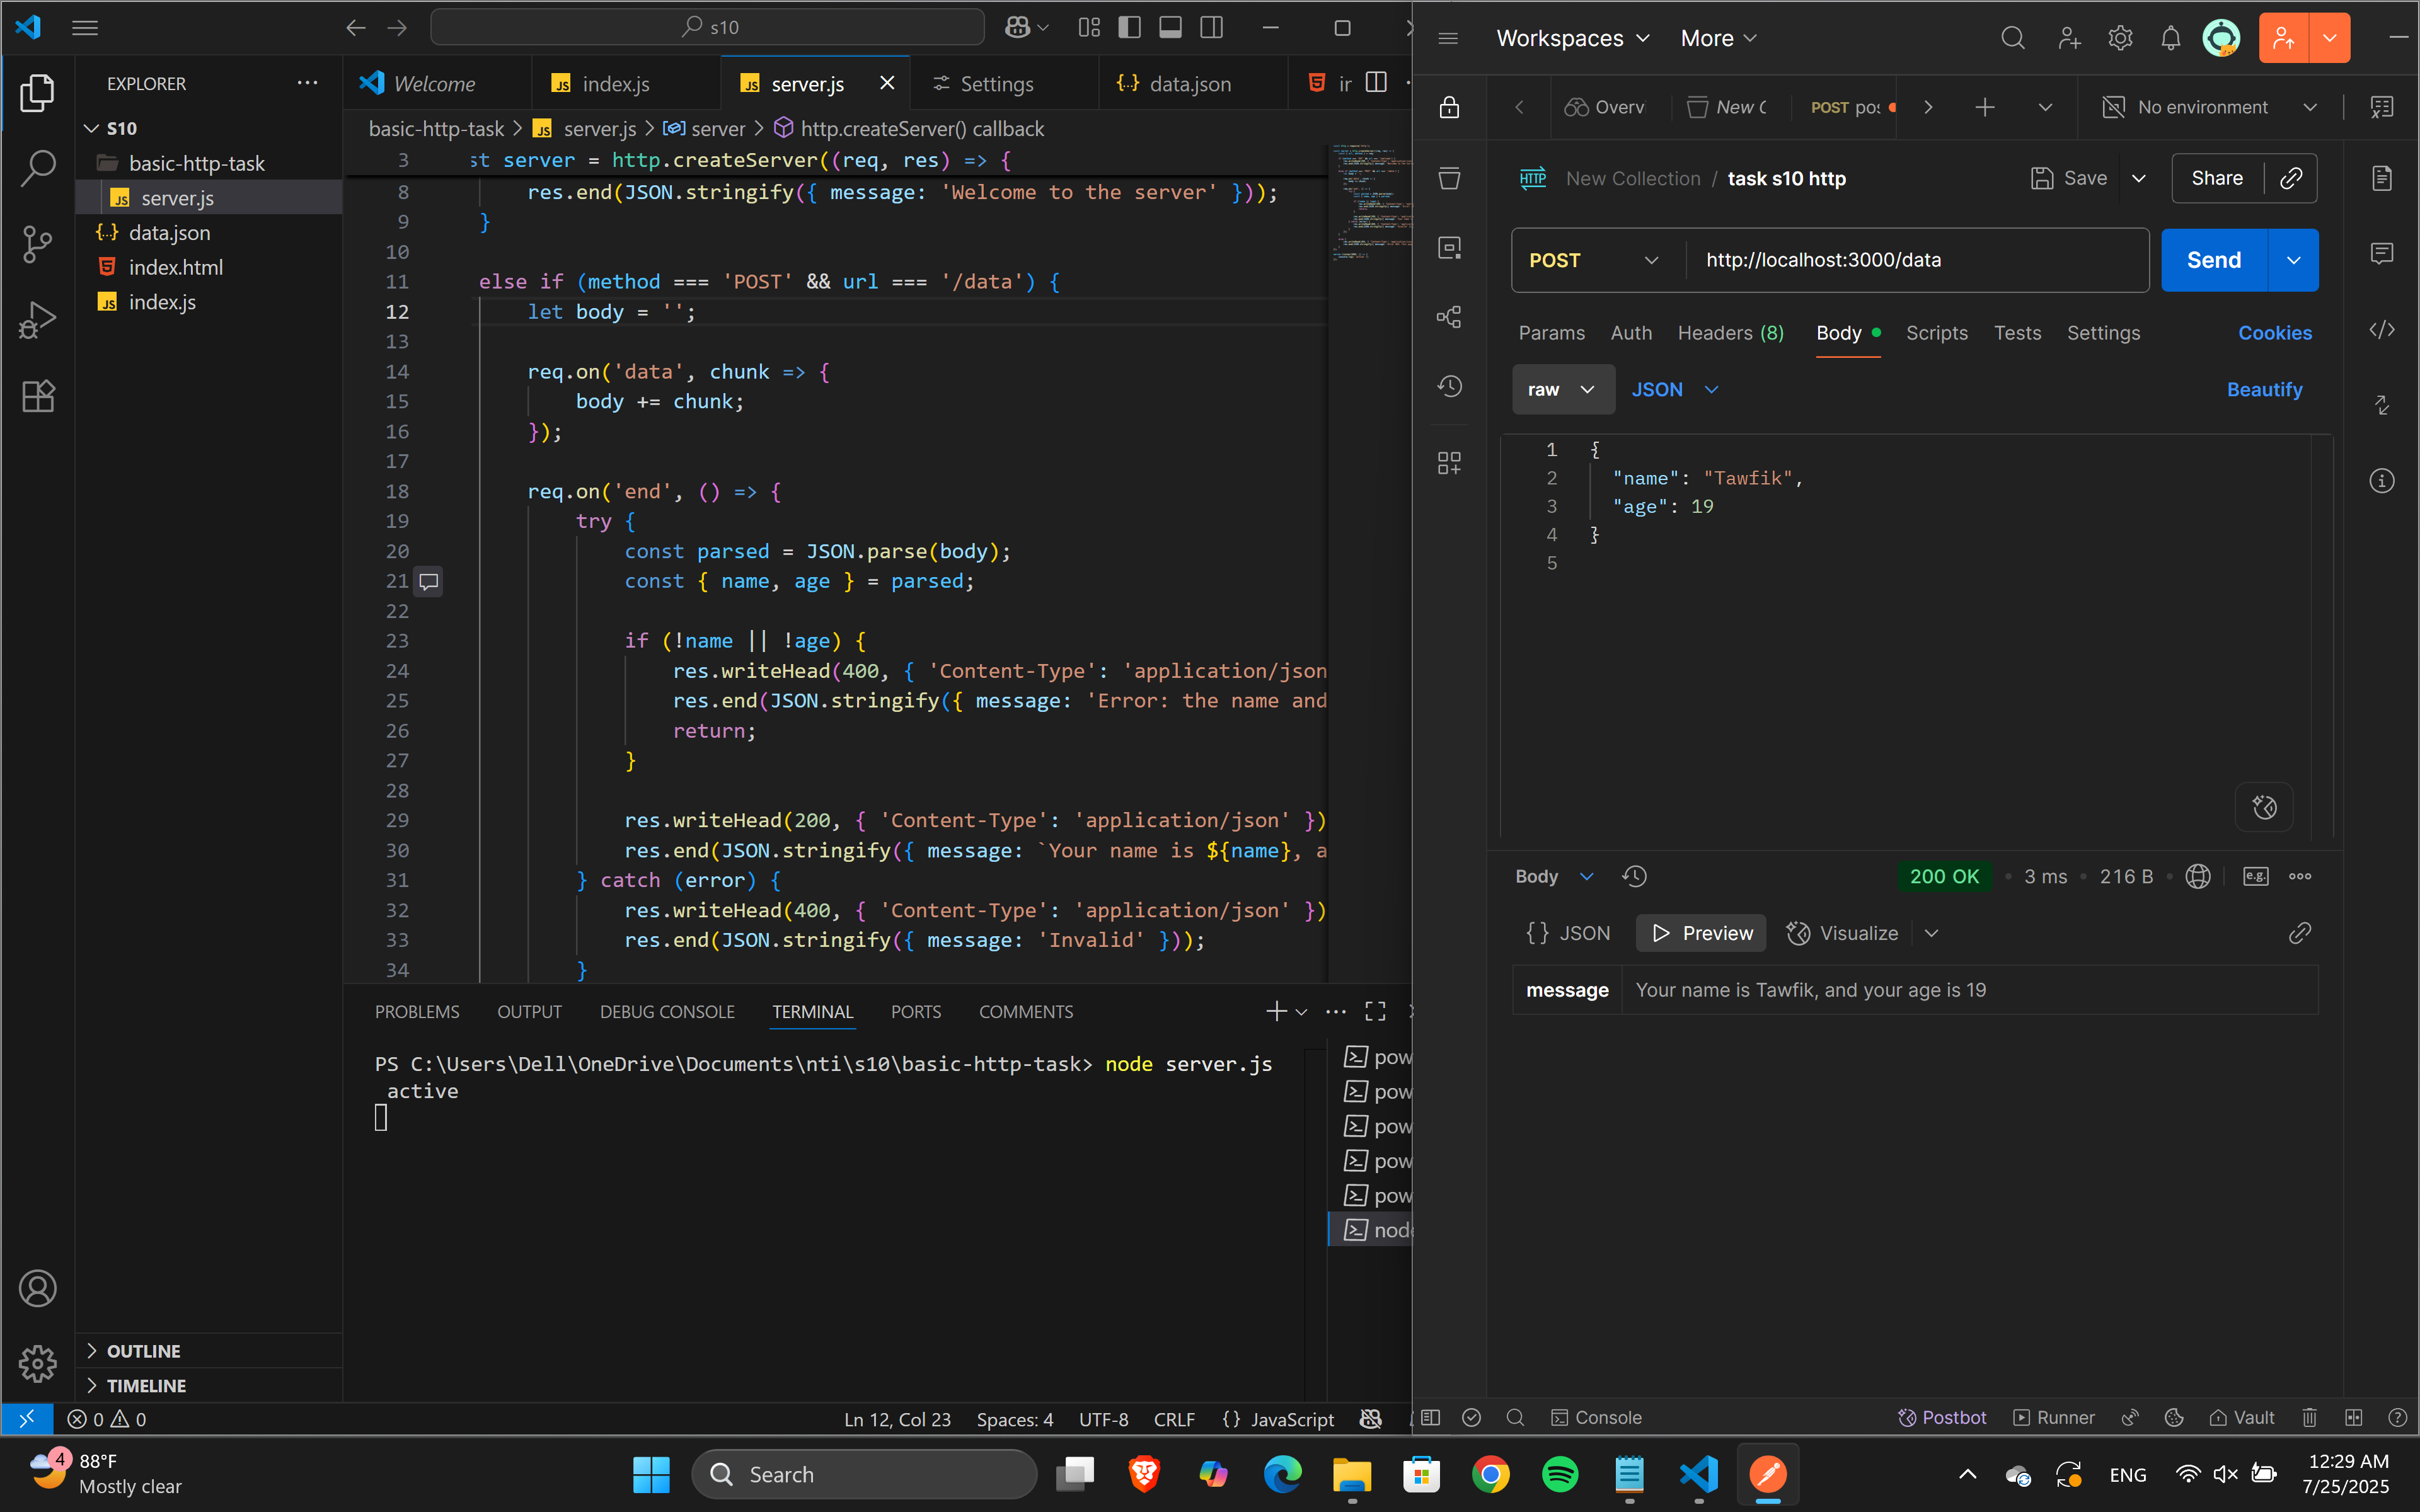 s10
EXPLORER
Welcome
index.js
server.js
Settings
data.json
S10
basic-http-task
server.js
data.json
index.html
index.js
basic-http-task > server.js > server > http.createServer() callback
3 st server = http.createServer((req, res) => {
8 res.end(JSON.stringify({ message: 'Welcome to the server' }));
9 }
10
11 else if (method === 'POST' && url === '/data') {
12 let body = '';
13
14 req.on('data', chunk => {
15 body += chunk;
16 });
17
18 req.on('end', () => {
19 try {
20 const parsed = JSON.parse(body);
21 const { name, age } = parsed;
22
23 if (!name || !age) {
24 res.writeHead(400, { 'Content-Type': 'application/json
25 res.end(JSON.stringify({ message: 'Error: the name and
26 return;
27 }
28
29 res.writeHead(200, { 'Content-Type': 'application/json' })
30 res.end(JSON.stringify({ message: `Your name is ${name}, a
31 } catch (error) {
32 res.writeHead(400, { 'Content-Type': 'application/json' })
33 res.end(JSON.stringify({ message: 'Invalid' }));
34 }
PROBLEMS OUTPUT DEBUG CONSOLE TERMINAL PORTS COMMENTS
PS C:\Users\Dell\OneDrive\Documents\nti\s10\basic-http-task> node server.js
active
pow
pow
pow
pow
pow
node
OUTLINE
TIMELINE
0 0
Ln 12, Col 23 Spaces: 4 UTF-8 CRLF {} JavaScript
Workspaces More
Overv
New C
POST pos
No environment
HTTP New Collection / task s10 http
Save
Share
POST http://localhost:3000/data
Send
Params Auth Headers (8) Body Scripts Tests Settings Cookies
raw JSON Beautify
1 {
2 "name": "Tawfik",
3 "age": 19
4 }
5
Body 200 OK • 3 ms • 216 B e.g.
{} JSON Preview Visualize
message Your name is Tawfik, and your age is 19
Console Postbot Runner Vault
4
88°F
Mostly clear
Search
ENG
12:29 AM
7/25/2025